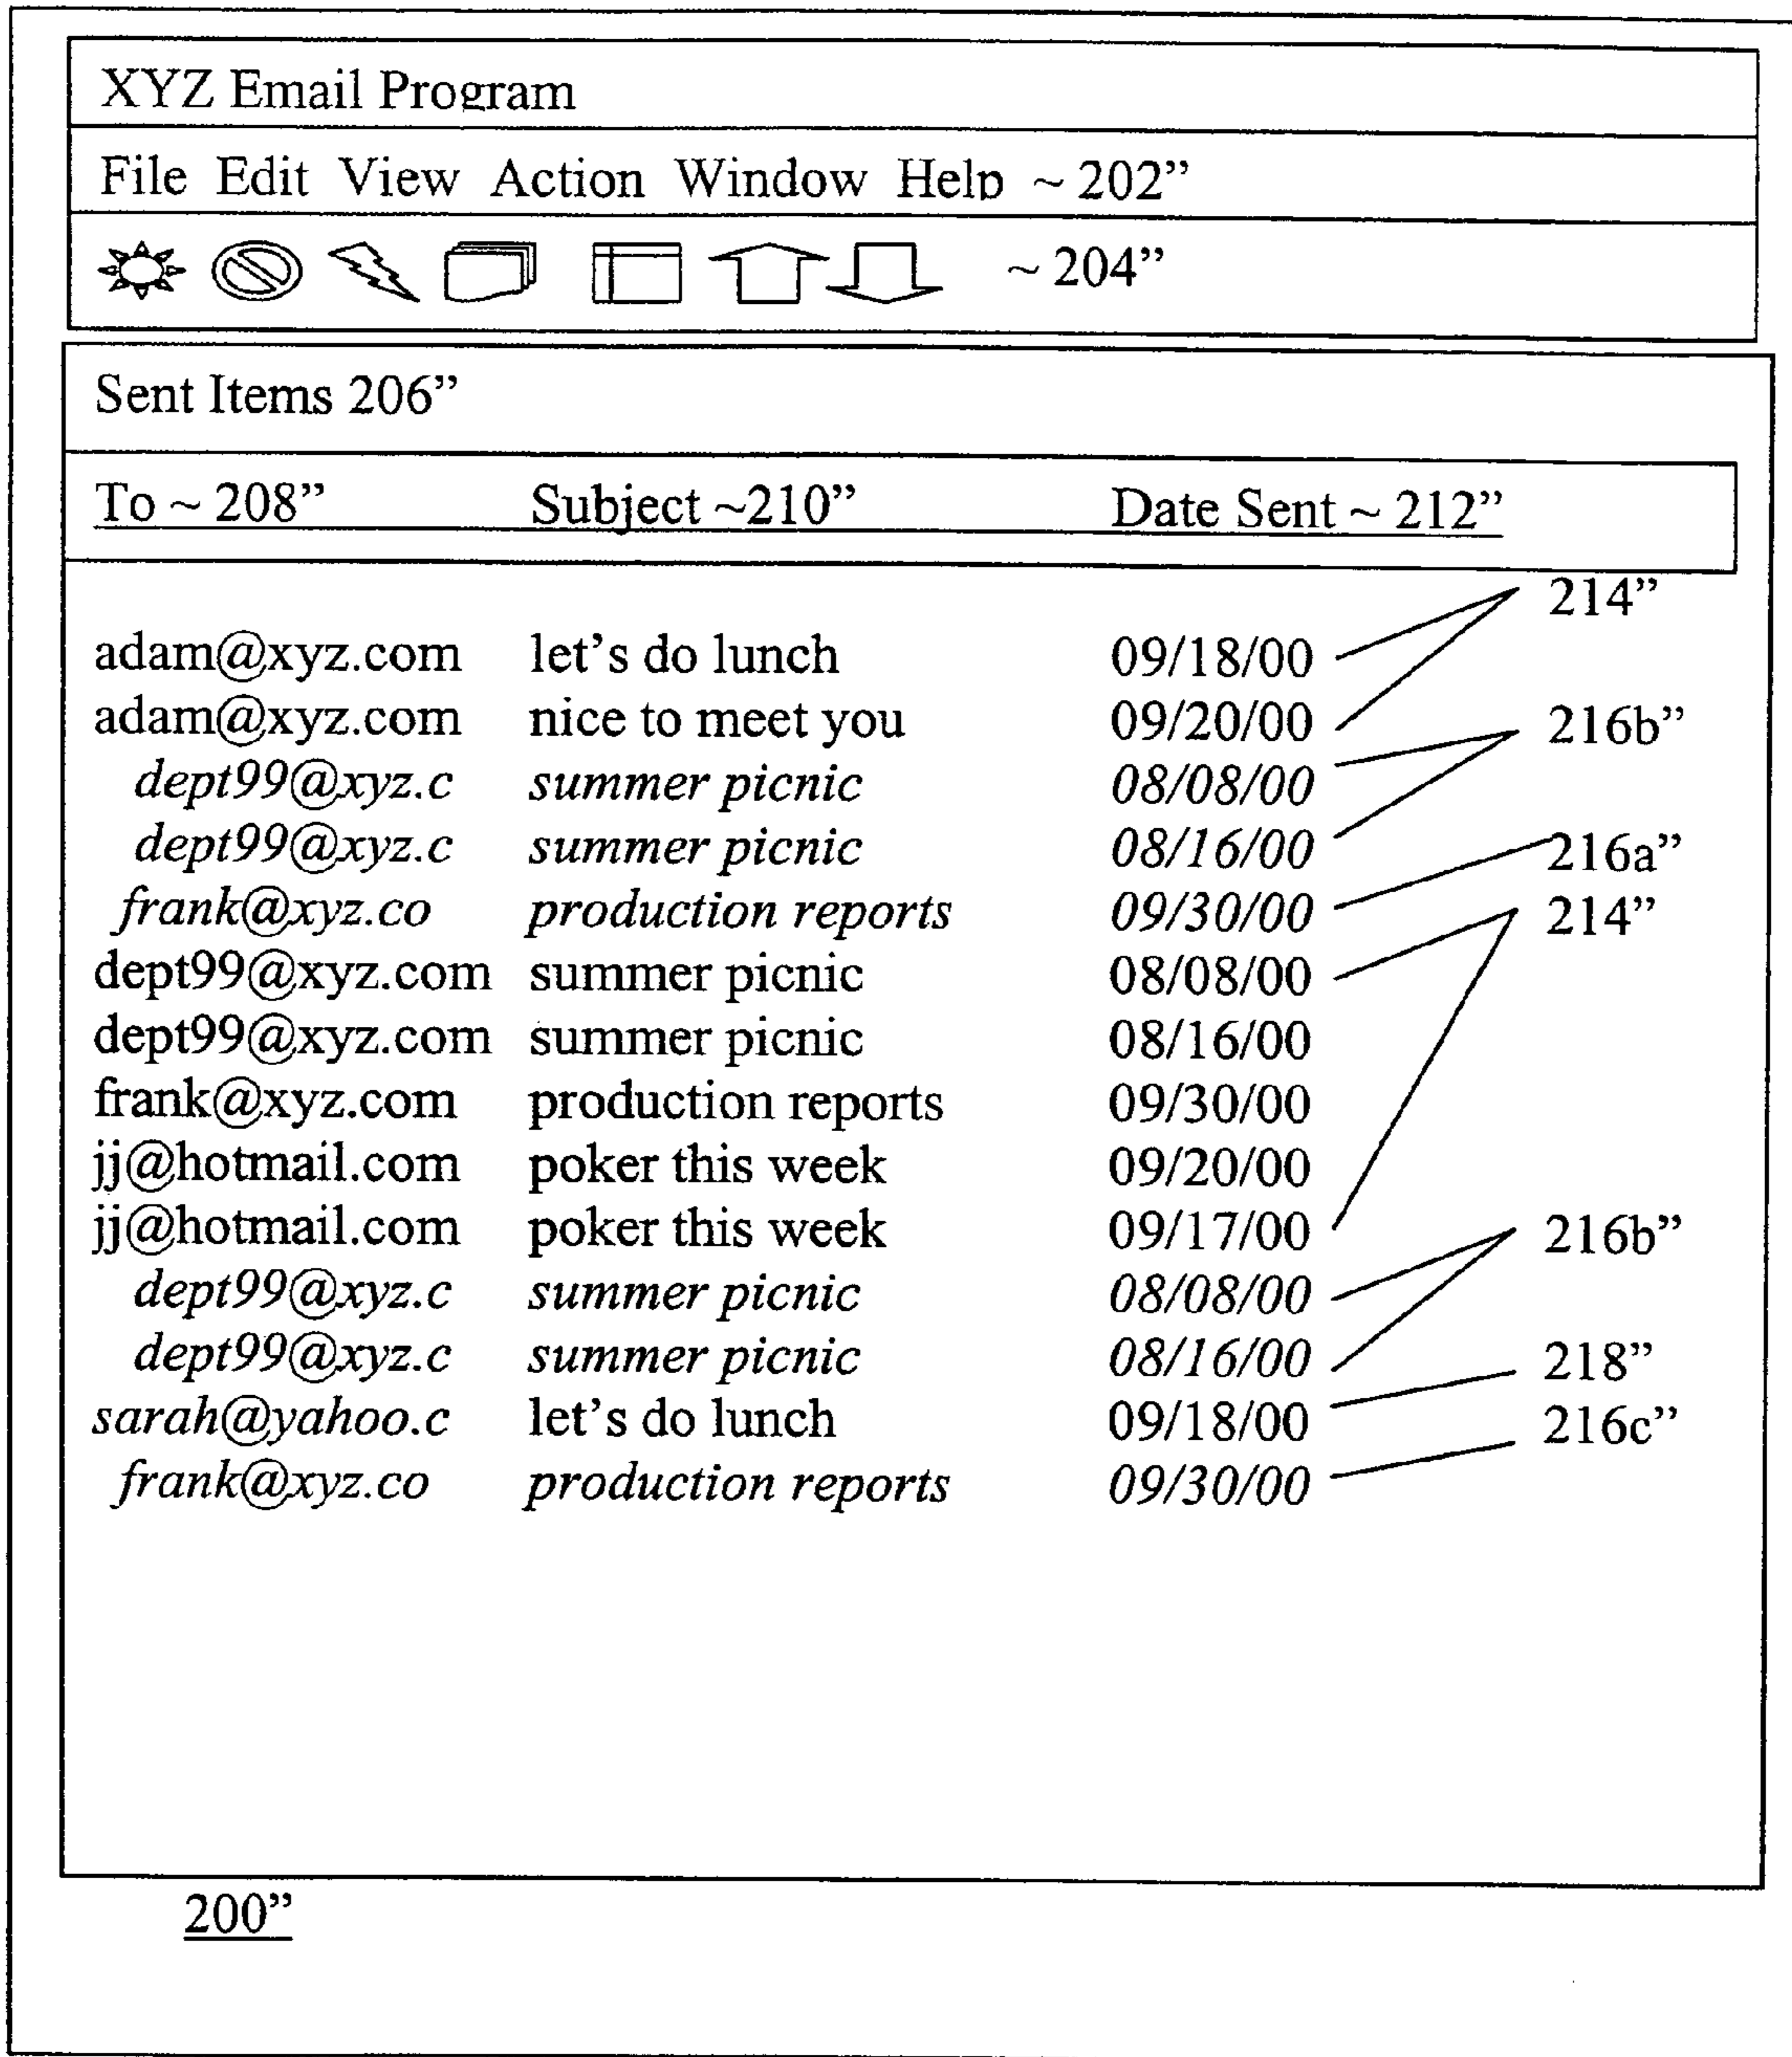 XYZ Email Program
File Edit View Action Window Help ~ 202”
~ 204”
Sent Items 206”
To ~ 208” Subject ~210” Date Sent ~ 212”
214”
adam@xyz.com let’s do lunch 09/18/00
adam@xyz.com nice to meet you 09/20/00 216b”
dept99@xyz.c summer picnic 08/08/00
dept99@xyz.c summer picnic 08/16/00 216a”
frank@xyz.co production reports 09/30/00 214”
dept99@xyz.com summer picnic 08/08/00
dept99@xyz.com summer picnic 08/16/00
frank@xyz.com production reports 09/30/00
jj@hotmail.com poker this week 09/20/00
jj@hotmail.com poker this week 09/17/00 216b”
dept99@xyz.c summer picnic 08/08/00
dept99@xyz.c summer picnic 08/16/00 218”
sarah@yahoo.c let’s do lunch 09/18/00 216c”
frank@xyz.co production reports 09/30/00
200”